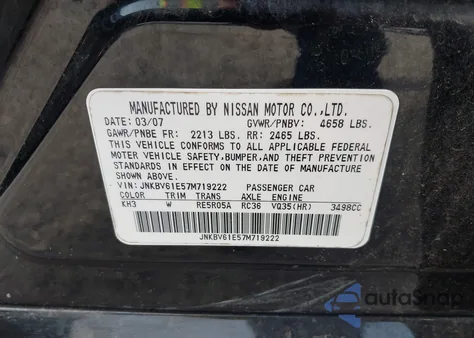 MANUFACTURED BY NISSAN MOTOR CO.,LTD.
DATE: 03/07 GVWR/PNBV: 4658 LBS.
GAWR/PNBE FR: 2213 LBS. RR: 2465 LBS.
THIS VEHICLE CONFORMS TO ALL APPLICABLE FEDERAL
MOTOR VEHICLE SAFETY, BUMPER, AND THEFT PREVENTION
STANDARDS IN EFFECT ON THE DATE OF MANUFACTURE
SHOWN ABOVE.
VIN: JNKBV61E57M719222 PASSENGER CAR
COLOR TRIM TRANS AXLE ENGINE
KH3 W RE5R05A RC36 VQ35(HR) 3498CC
JNKBV61E57M719222
autaSnap